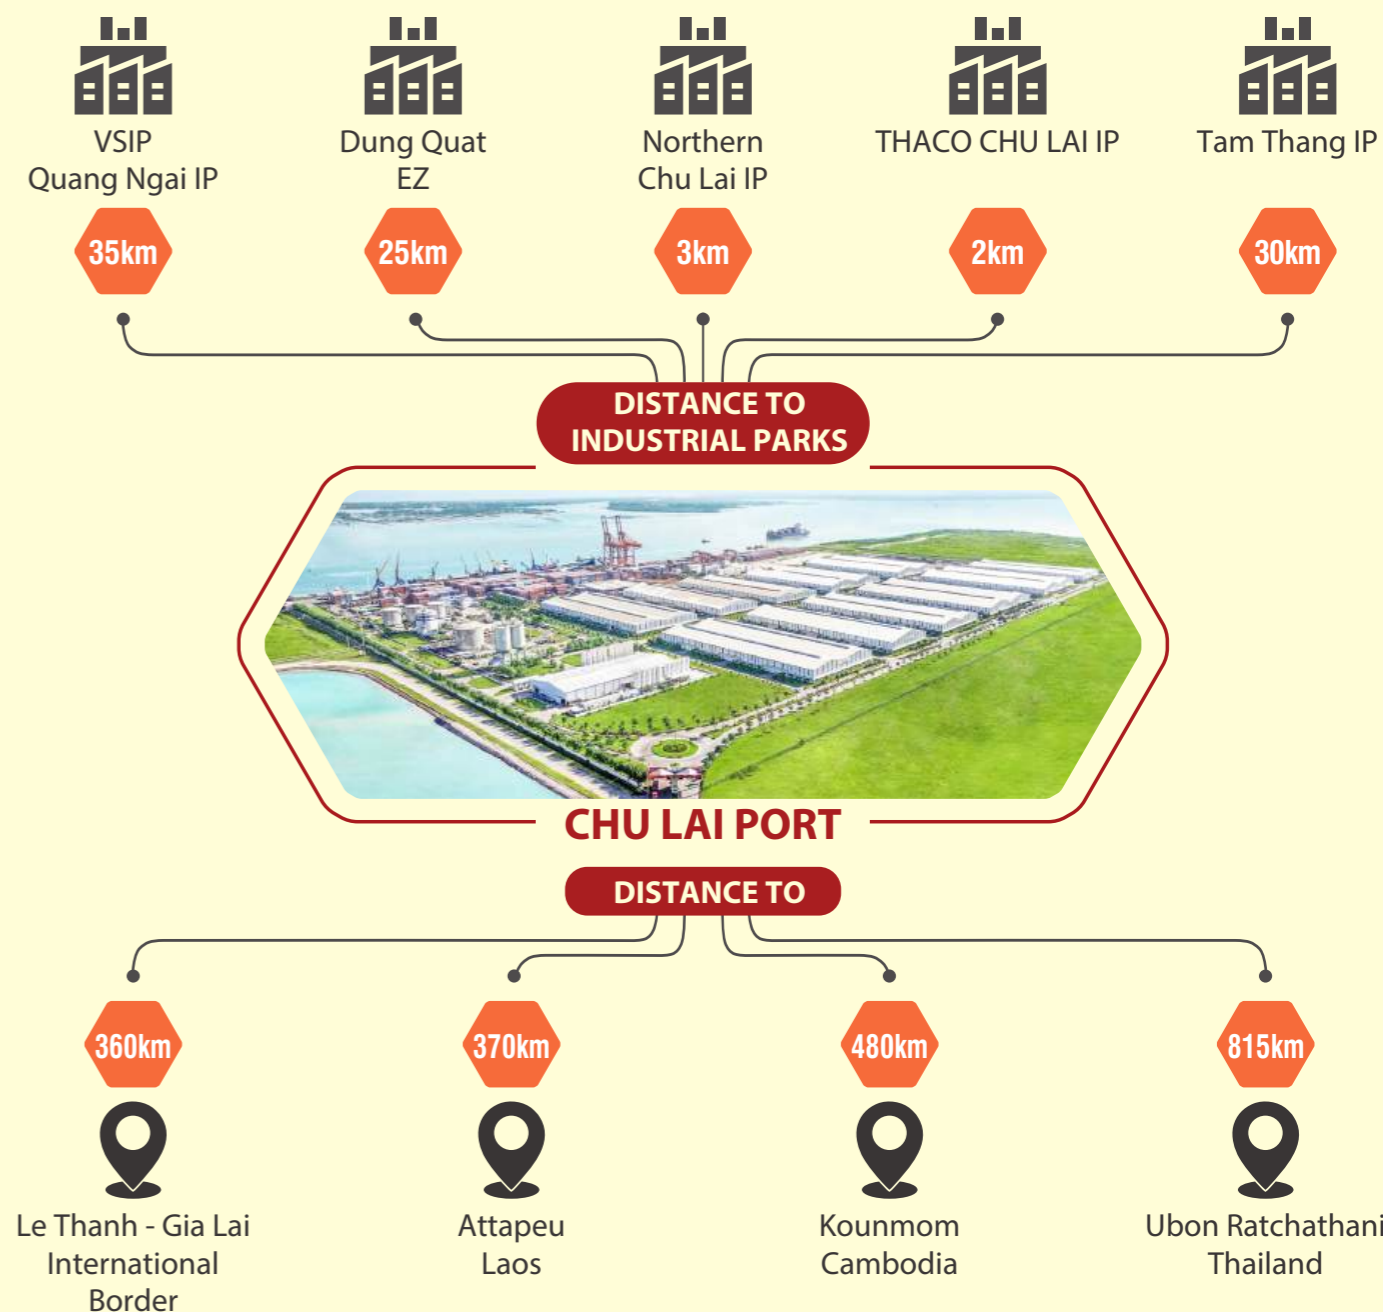 VSIP
Quang Ngai IP
Dung Quat
EZ
Northern
Chu Lai IP
THACO CHU LAI IP
Tam Thang IP
35km
25km
3km
2km
30km
DISTANCE TO
INDUSTRIAL PARKS
CHU LAI PORT
DISTANCE TO
360km
370km
480km
815km
Le Thanh - Gia Lai
International
Border
Attapeu
Laos
Kounmom
Cambodia
Ubon Ratchathani
Thailand